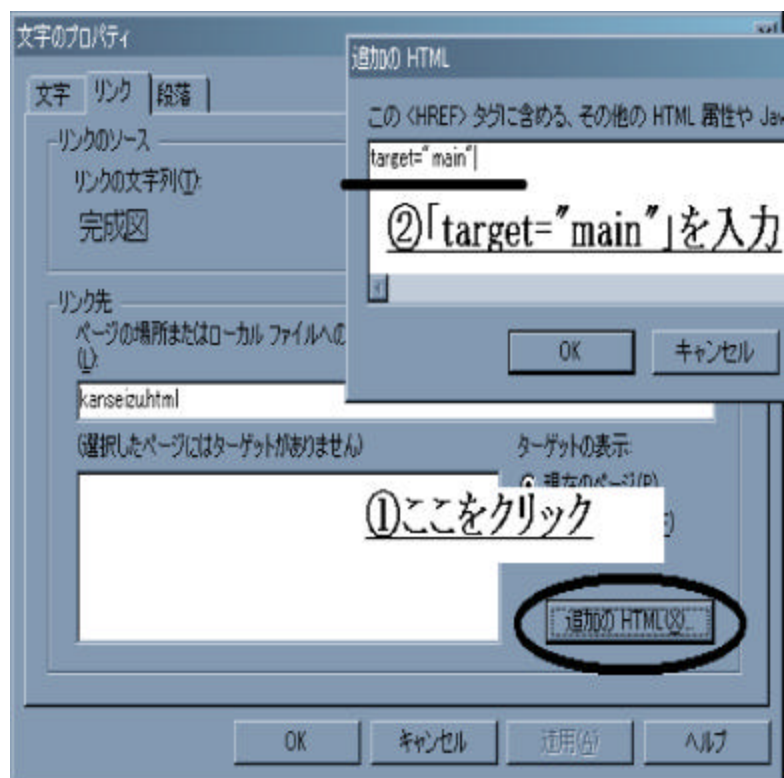 文字のプロパティ
文字 リンク 段落
リンクのソース
リンクの文字列(T):
完成図
リンク先
ページの場所またはローカル ファイルへの
(L):
kanseizu.html
(選択したページにはターゲットがありません)
ターゲットの表示:
現在のページ(P)
①ここをクリック
追加の HTML(X)...
OK キャンセル 適用(A) ヘルプ
追加の HTML
この <HREF> タグに含める、その他の HTML 属性や
target="main"
②「target="main"」を入力
OK キャンセル